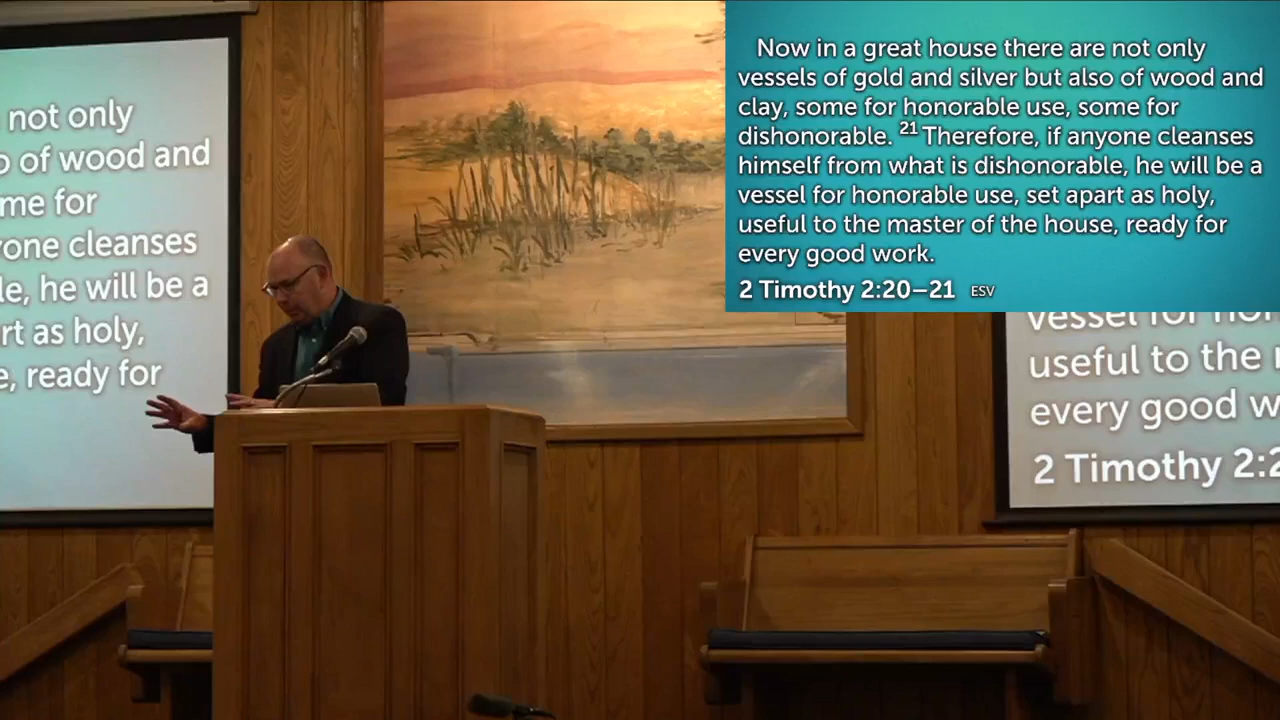 not only
o of wood and
me for
yone cleanses
le, he will be a
rt as holy,
e, ready for
Now in a great house there are not only
vessels of gold and silver but also of wood and
clay, some for honorable use, some for
dishonorable. 21 Therefore, if anyone cleanses
himself from what is dishonorable, he will be a
vessel for honorable use, set apart as holy,
useful to the master of the house, ready for
every good work.
2 Timothy 2:20–21 ESV
vessel for hon
useful to the
every good w
2 Timothy 2:2